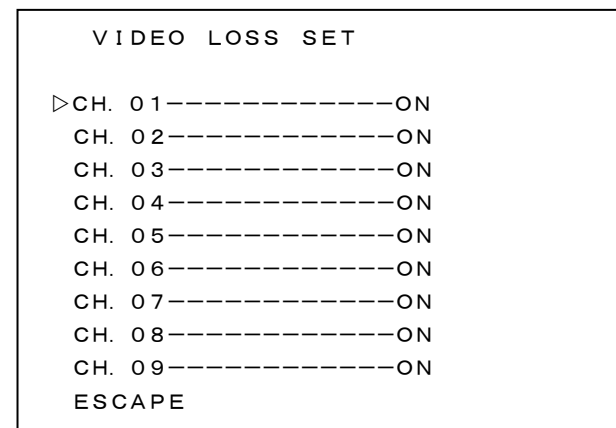 VIDEO LOSS SET
▷CH. 01------------ON
CH. 02------------ON
CH. 03------------ON
CH. 04------------ON
CH. 05------------ON
CH. 06------------ON
CH. 07------------ON
CH. 08------------ON
CH. 09------------ON
ESCAPE